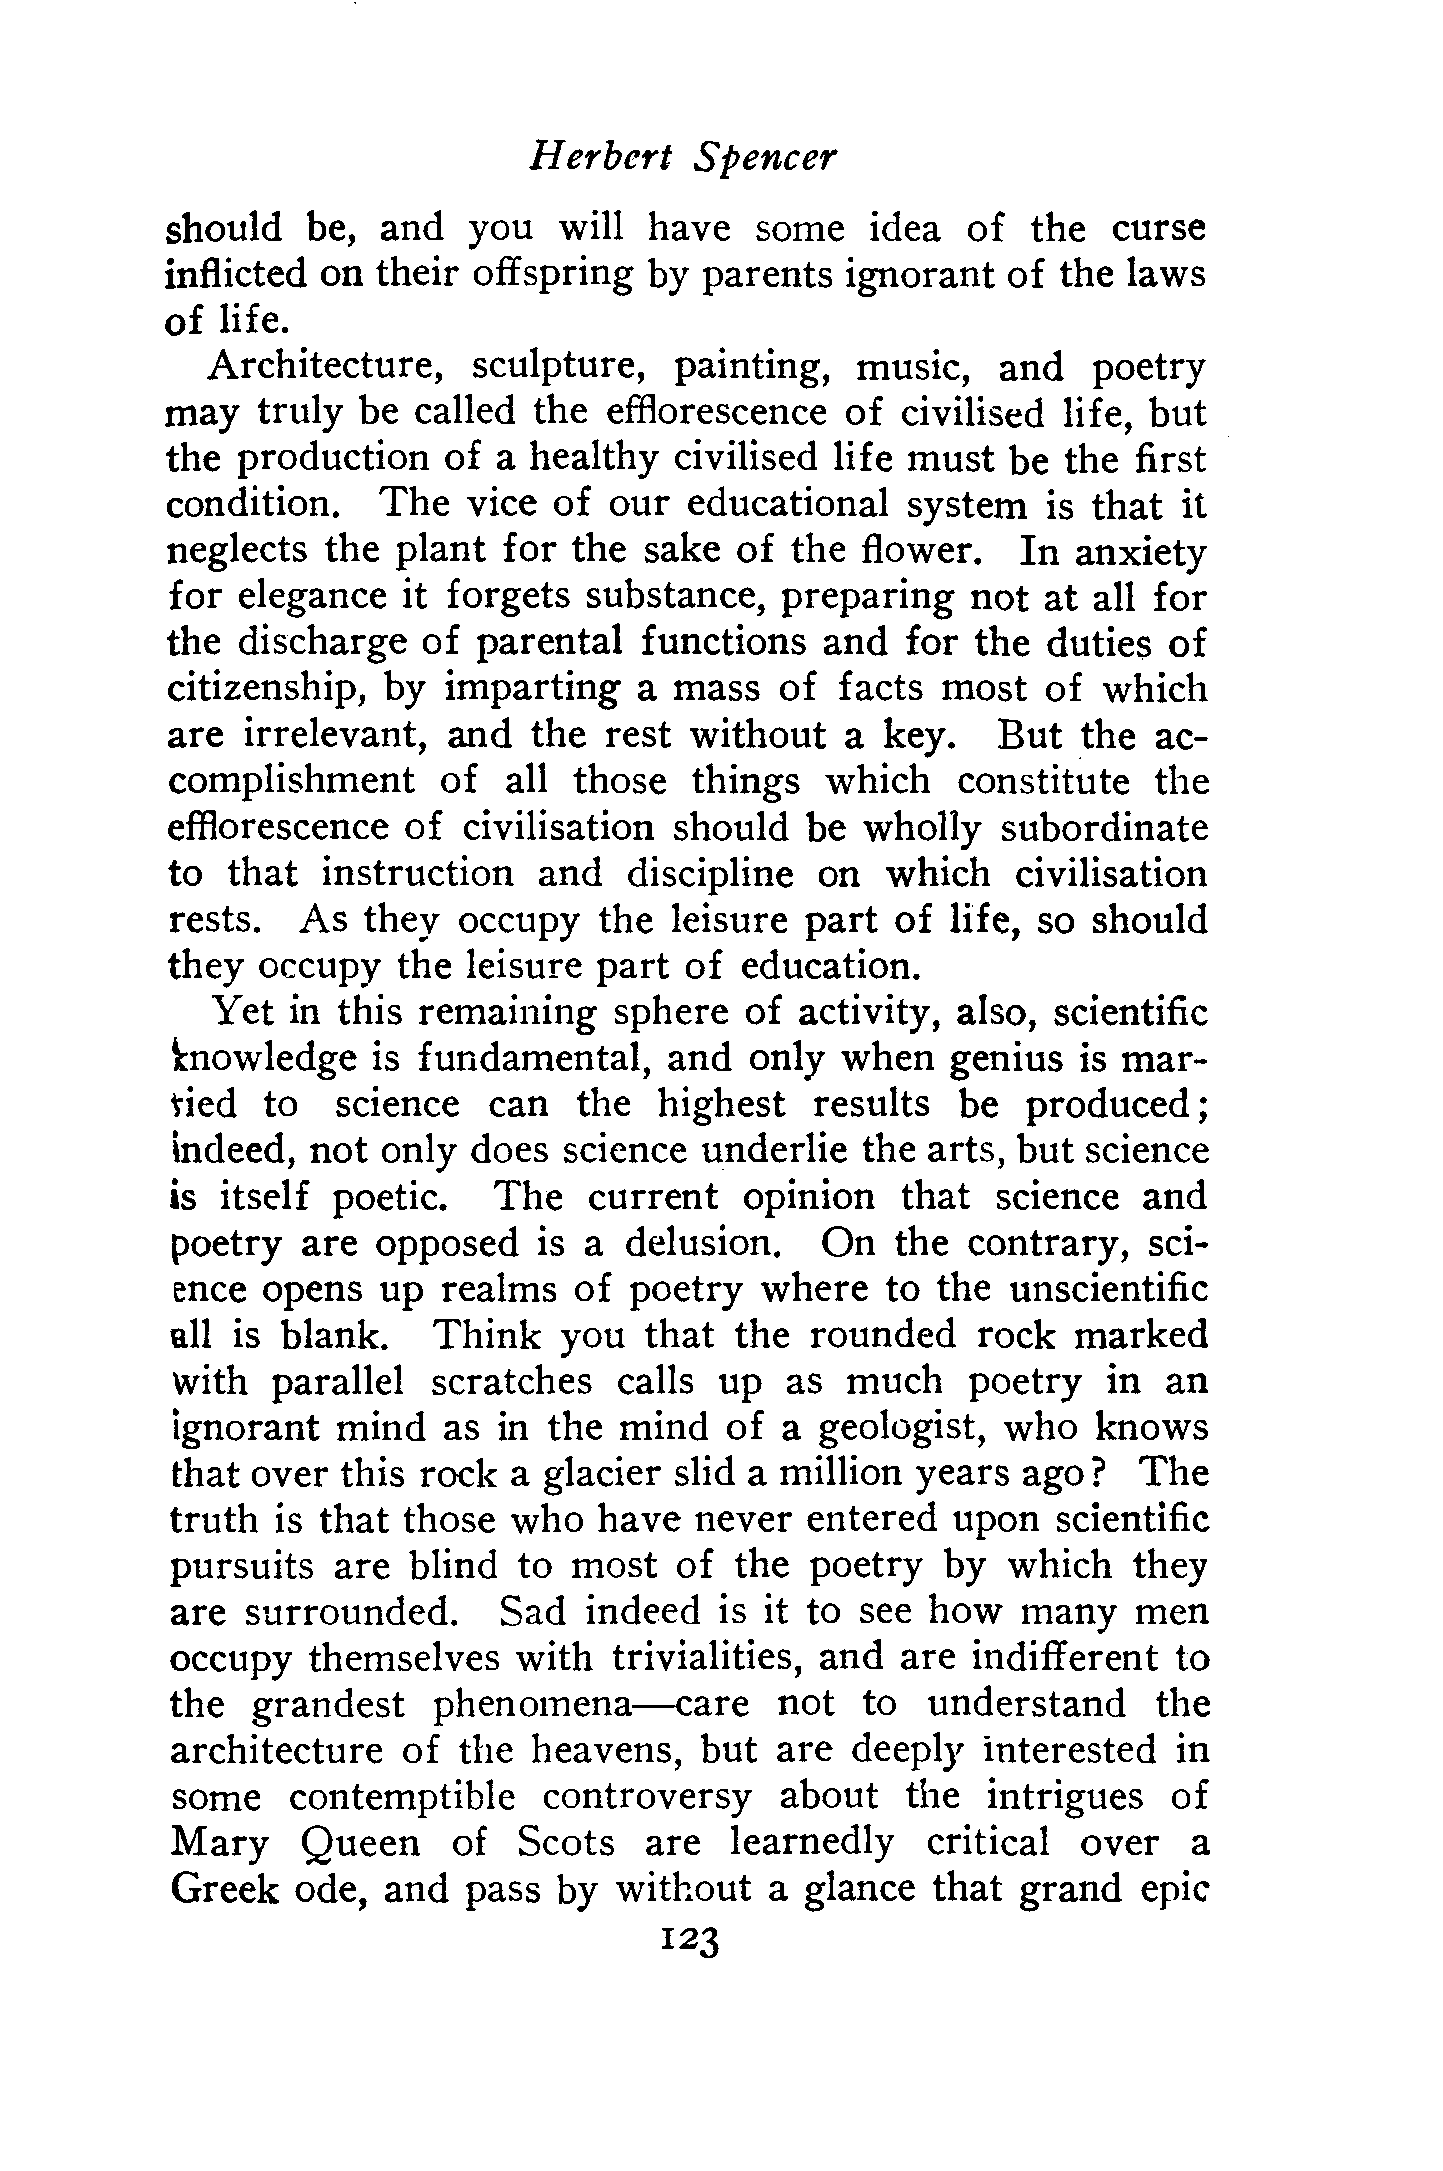 Herbert Spencer
should be, and you will have some idea of the curse
inflicted on their offspring by parents ignorant of the laws
of life.
Architecture, sculpture, painting, music, and poetry
may truly be called the efflorescence of civilised life, but
the production of a healthy civilised life must be the first
condition. The vice of our educational system is that it
neglects the plant for the sake of the flower. In anxiety
for elegance it forgets substance, preparing not at all for
the discharge of parental functions and for the duties of
citizenship, by imparting a mass of facts most of which
are irrelevant, and the rest without a key. But the ac-
complishment of all those things which constitute the
efflorescence of civilisation should be wholly subordinate
to that instruction and discipline on which civilisation
rests. As they occupy the leisure part of life, so should
they occupy the leisure part of education.
Yet in this remaining sphere of activity, also, scientific
knowledge is fundamental, and only when genius is mar-
ried to science can the highest results be produced;
indeed, not only does science underlie the arts, but science
is itself poetic. The current opinion that science and
poetry are opposed is a delusion. On the contrary, sci-
ence opens up realms of poetry where to the unscientific
all is blank. Think you that the rounded rock marked
with parallel scratches calls up as much poetry in an
ignorant mind as in the mind of a geologist, who knows
that over this rock a glacier slid a million years ago? The
truth is that those who have never entered upon scientific
pursuits are blind to most of the poetry by which they
are surrounded. Sad indeed is it to see how many men
occupy themselves with trivialities, and are indifferent to
the grandest phenomena—care not to understand the
architecture of the heavens, but are deeply interested in
some contemptible controversy about the intrigues of
Mary Queen of Scots are learnedly critical over a
Greek ode, and pass by without a glance that grand epic
123